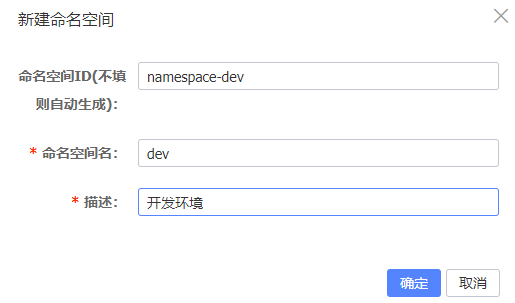 新建命名空间
命名空间ID(不填
则自动生成)：
namespace-dev
* 命名空间名：
dev
* 描述：
开发环境
确定
取消